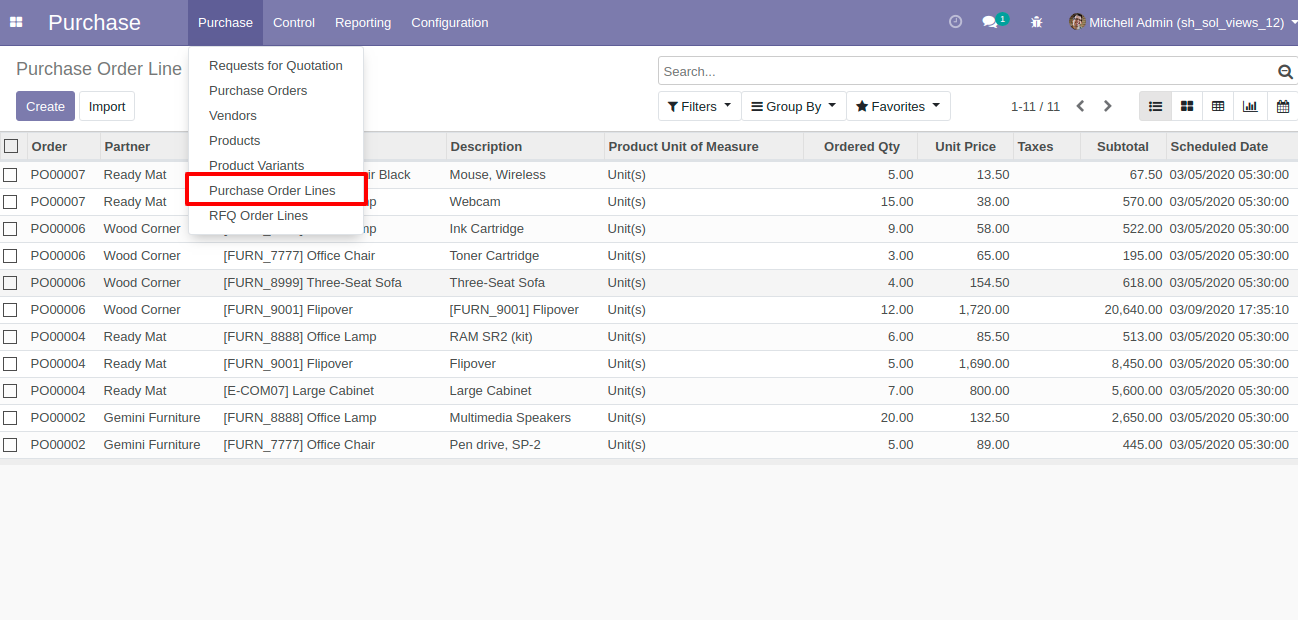 Purchase Purchase Control Reporting Configuration 1 Mitchell Admin (sh_sol_views_12)
Purchase Order Line
Search...
Create Import
Filters Group By Favorites 1-11 / 11
Requests for Quotation
Purchase Orders
Vendors
Products
Product Variants
Purchase Order Lines
RFQ Order Lines
Order Partner Description Product Unit of Measure Ordered Qty Unit Price Taxes Subtotal Scheduled Date
PO00007 Ready Mat ir Black Mouse, Wireless Unit(s) 5.00 13.50 67.50 03/05/2020 05:30:00
PO00007 Ready Mat Webcam Unit(s) 15.00 38.00 570.00 03/05/2020 05:30:00
PO00006 Wood Corner mp Ink Cartridge Unit(s) 9.00 58.00 522.00 03/05/2020 05:30:00
PO00006 Wood Corner [FURN_7777] Office Chair Toner Cartridge Unit(s) 3.00 65.00 195.00 03/05/2020 05:30:00
PO00006 Wood Corner [FURN_8999] Three-Seat Sofa Three-Seat Sofa Unit(s) 4.00 154.50 618.00 03/05/2020 05:30:00
PO00006 Wood Corner [FURN_9001] Flipover [FURN_9001] Flipover Unit(s) 12.00 1,720.00 20,640.00 03/09/2020 17:35:10
PO00004 Ready Mat [FURN_8888] Office Lamp RAM SR2 (kit) Unit(s) 6.00 85.50 513.00 03/05/2020 05:30:00
PO00004 Ready Mat [FURN_9001] Flipover Flipover Unit(s) 5.00 1,690.00 8,450.00 03/05/2020 05:30:00
PO00004 Ready Mat [E-COM07] Large Cabinet Large Cabinet Unit(s) 7.00 800.00 5,600.00 03/05/2020 05:30:00
PO00002 Gemini Furniture [FURN_8888] Office Lamp Multimedia Speakers Unit(s) 20.00 132.50 2,650.00 03/05/2020 05:30:00
PO00002 Gemini Furniture [FURN_7777] Office Chair Pen drive, SP-2 Unit(s) 5.00 89.00 445.00 03/05/2020 05:30:00